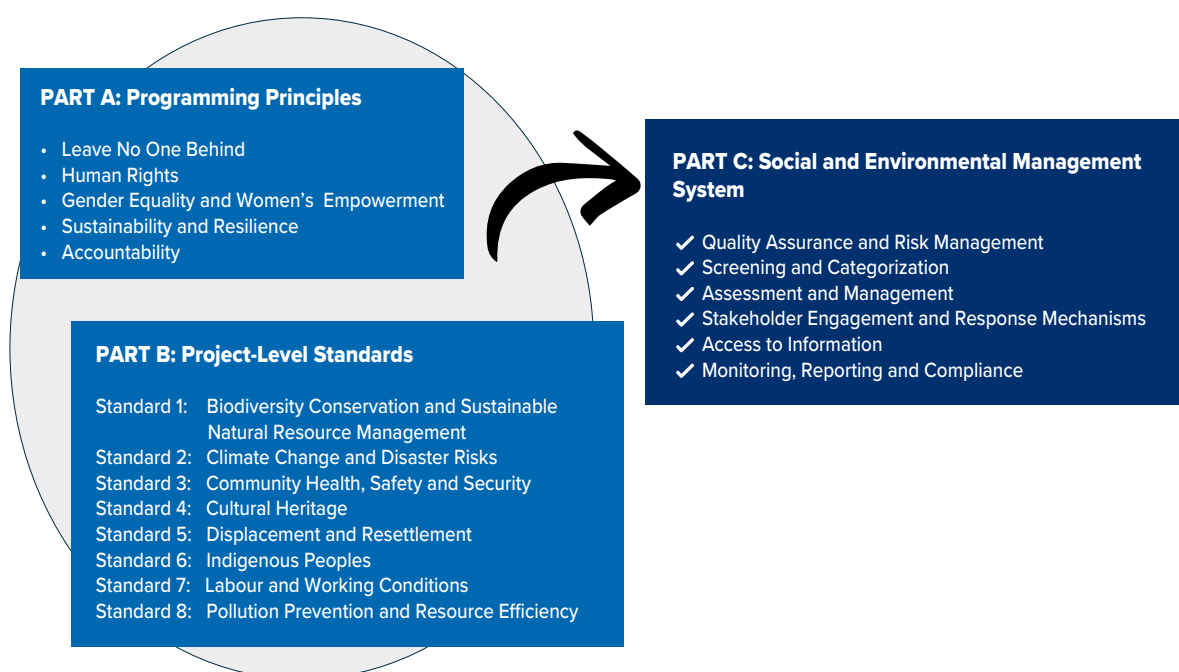 PART A: Programming Principles
• Leave No One Behind
• Human Rights
• Gender Equality and Women's Empowerment
• Sustainability and Resilience
• Accountability
PART B: Project-Level Standards
Standard 1: Biodiversity Conservation and Sustainable
Natural Resource Management
Standard 2: Climate Change and Disaster Risks
Standard 3: Community Health, Safety and Security
Standard 4: Cultural Heritage
Standard 5: Displacement and Resettlement
Standard 6: Indigenous Peoples
Standard 7: Labour and Working Conditions
Standard 8: Pollution Prevention and Resource Efficiency
PART C: Social and Environmental Management
System
✓ Quality Assurance and Risk Management
✓ Screening and Categorization
✓ Assessment and Management
✓ Stakeholder Engagement and Response Mechanisms
✓ Access to Information
✓ Monitoring, Reporting and Compliance